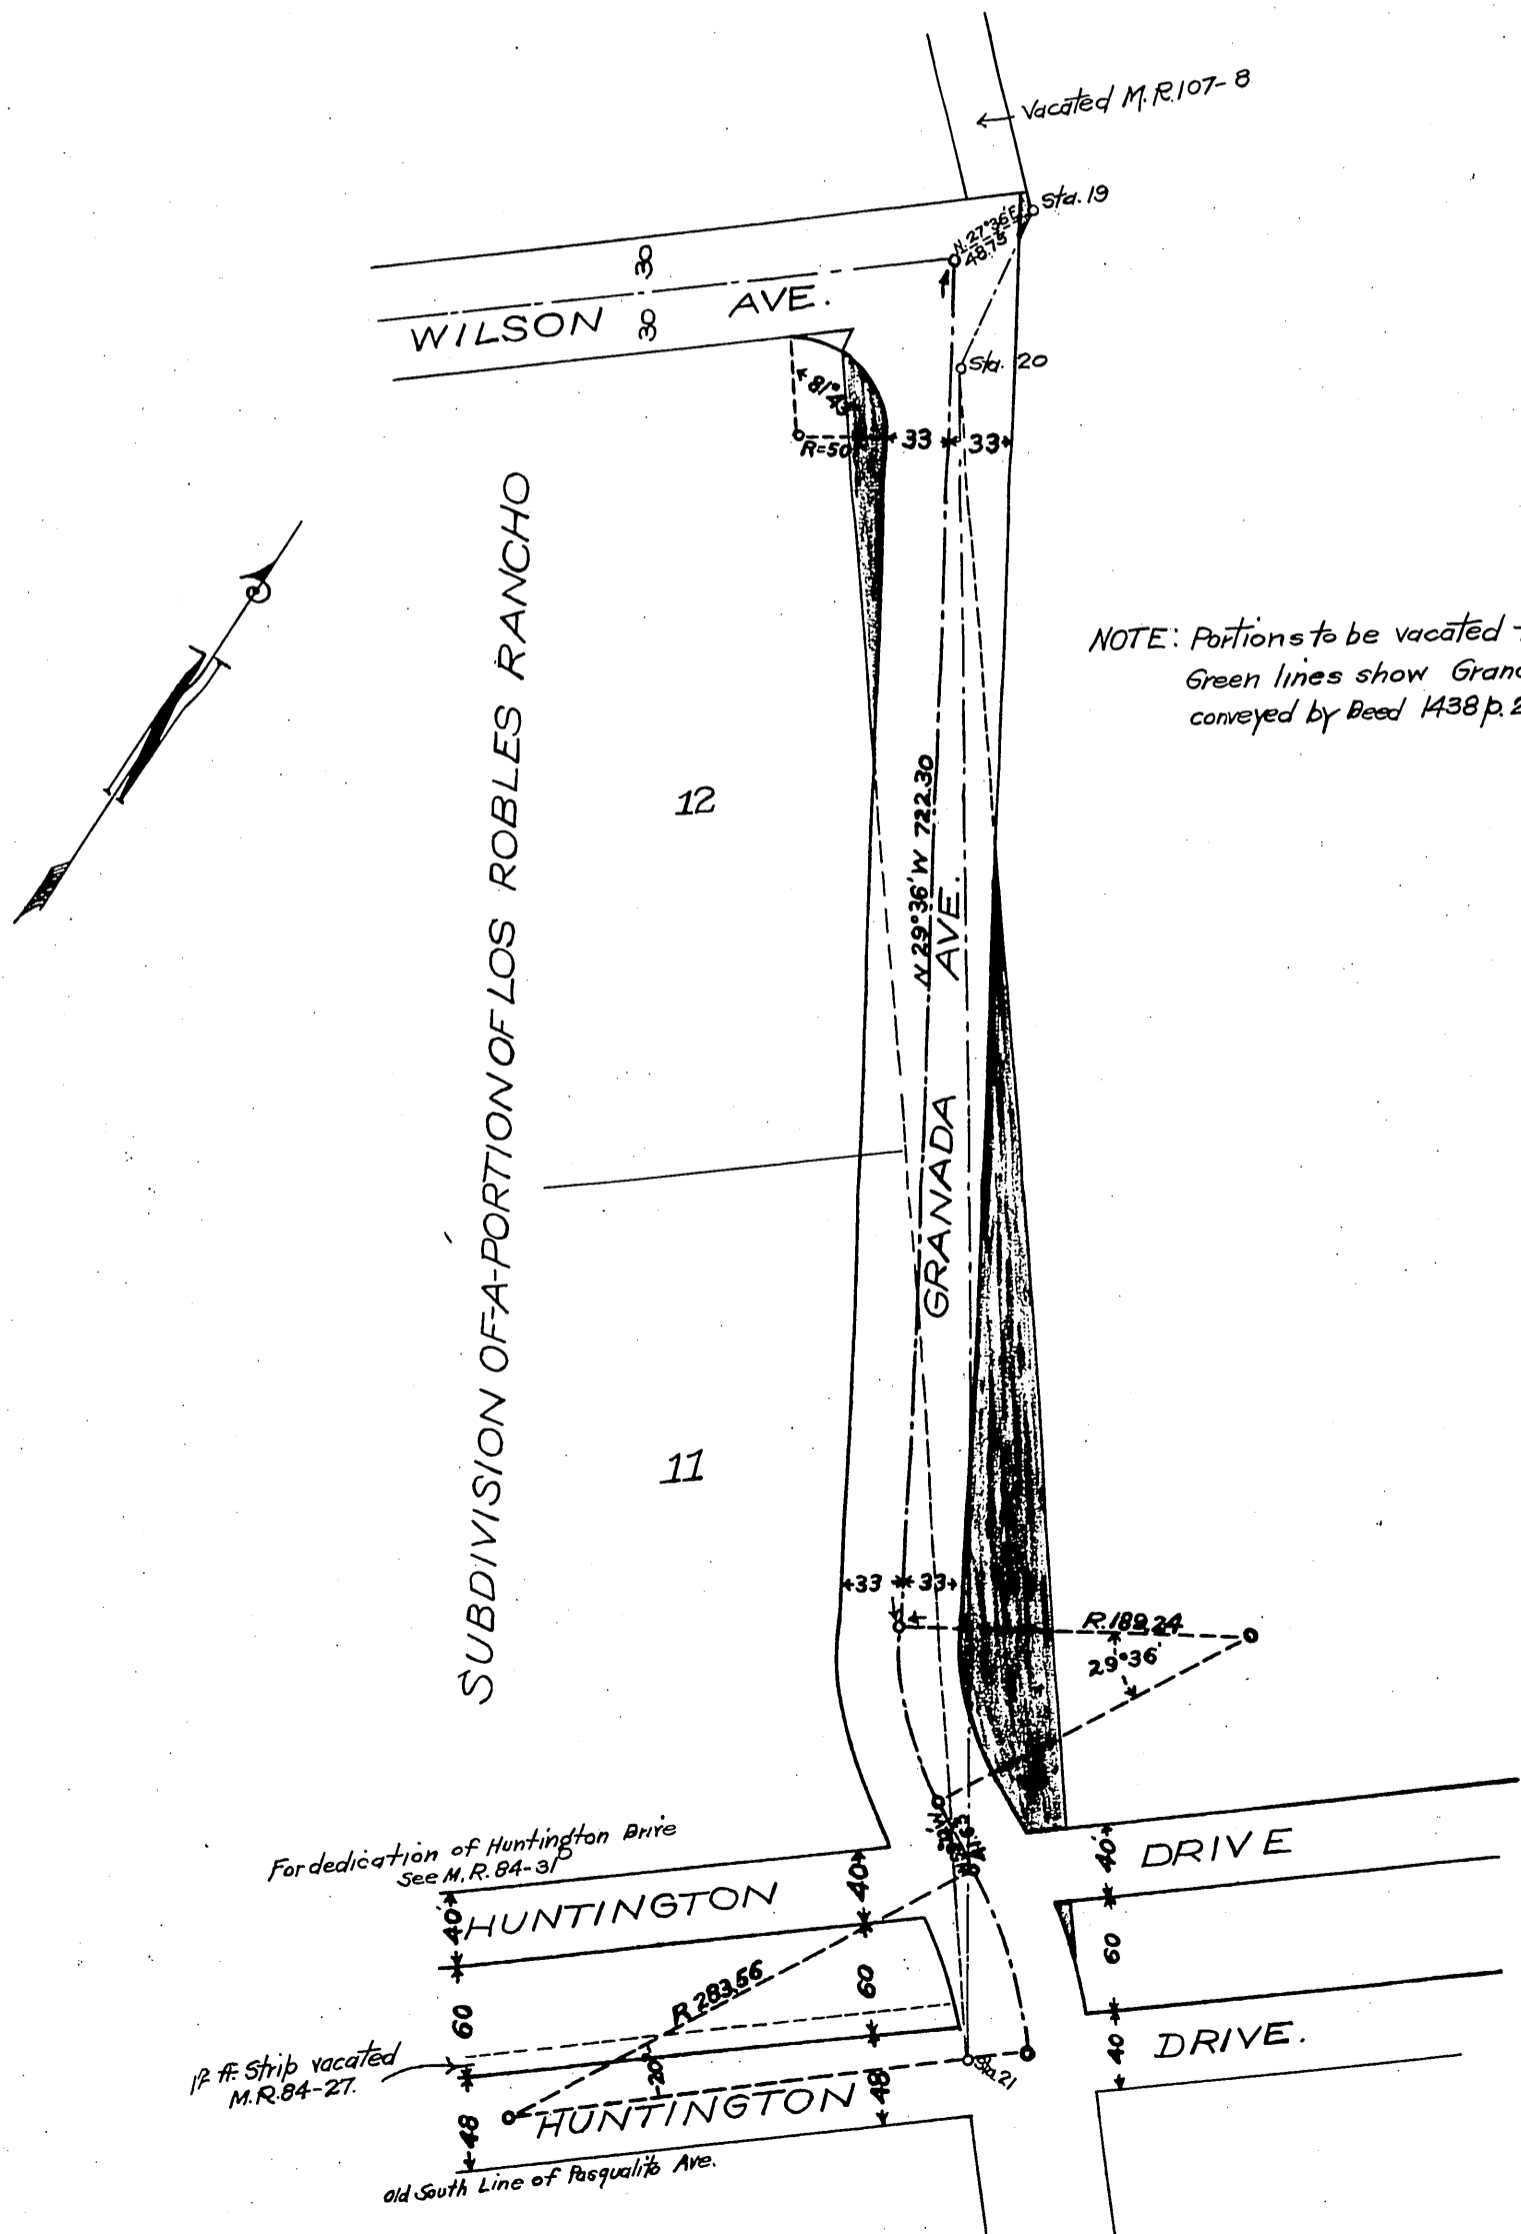 Vacated M.R. 107-8
Sta. 19
N. 27°36'E
48.75
30
WILSON AVE.
30
Sta. 20
81°43'
R=50
33 33
SUBDIVISION OF-A-PORTION OF LOS ROBLES RANCHO
NOTE: Portions to be vacated
Green lines show
conveyed by Deed 1438 p. 2
12
N 29°36'W 722.30
GRANADA AVE.
11
33 33
R. 189.24
29°36'
For dedication of Huntington Drive
See M.R. 84-31
40' HUNTINGTON 40'
40' DRIVE
60 R 283.56 60
60
12 ft. Strip vacated
M.R. 84-27.
40 DRIVE.
Sta. 21
48 HUNTINGTON 48
Old South Line of Pasqualito Ave.